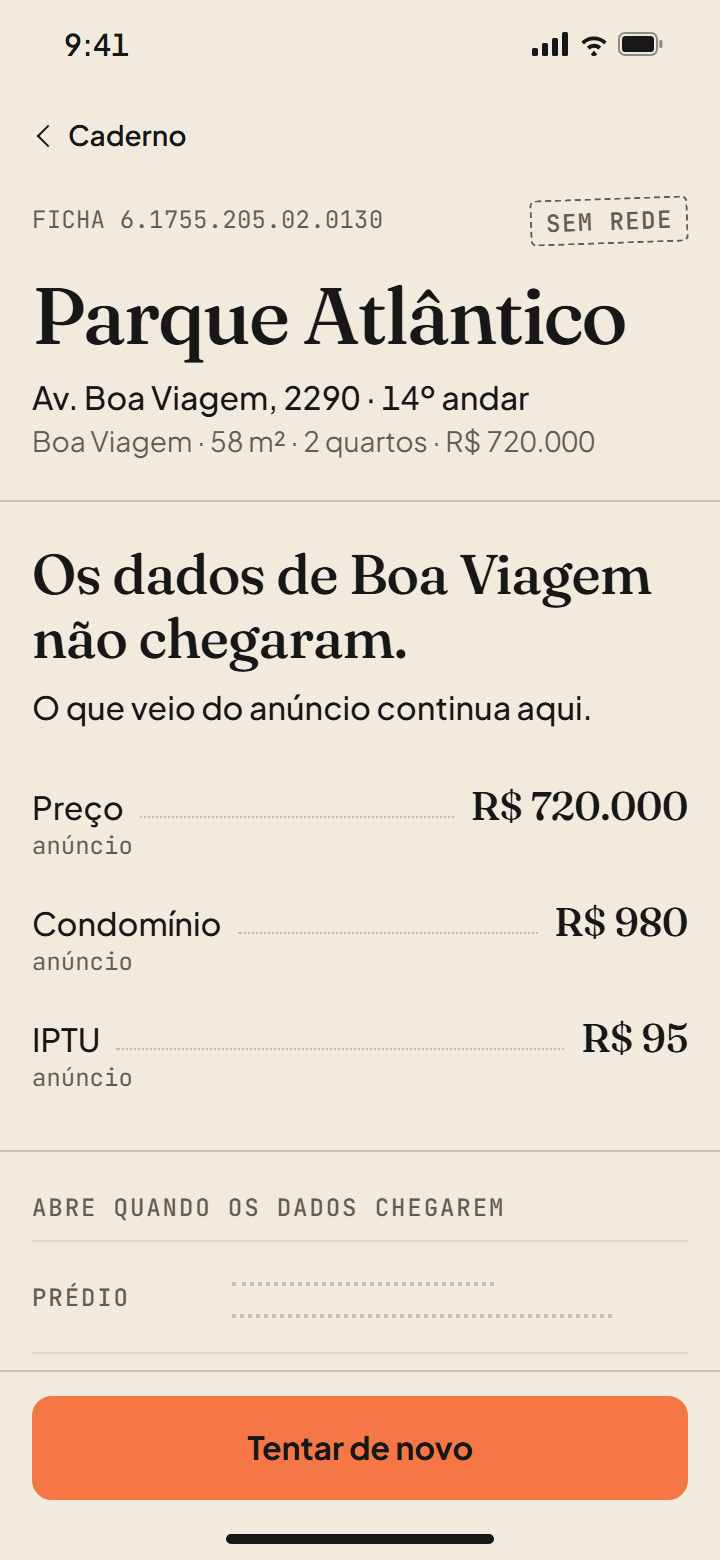 9:41
Caderno
FICHA 6.1755.205.02.0130
SEM REDE
Parque Atlântico
Av. Boa Viagem, 2290 · 14º andar
Boa Viagem · 58 m² · 2 quartos · R$ 720.000
Os dados de Boa Viagem
não chegaram.
O que veio do anúncio continua aqui.
Preço R$ 720.000
anúncio
Condomínio R$ 980
anúncio
IPTU R$ 95
anúncio
ABRE QUANDO OS DADOS CHEGAREM
PRÉDIO
Tentar de novo